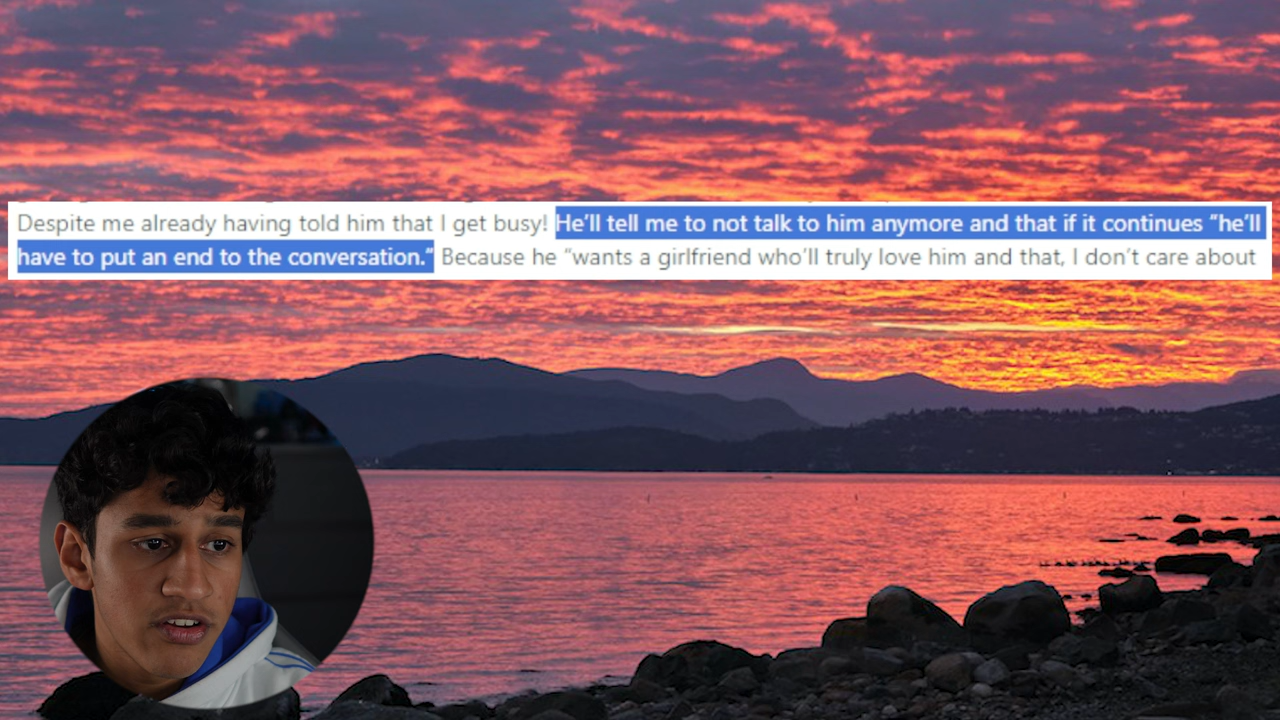 Despite me already having told him that I get busy! He’ll tell me to not talk to him anymore and that if it continues “he’ll
have to put an end to the conversation.” Because he “wants a girlfriend who’ll truly love him and that, I don’t care about